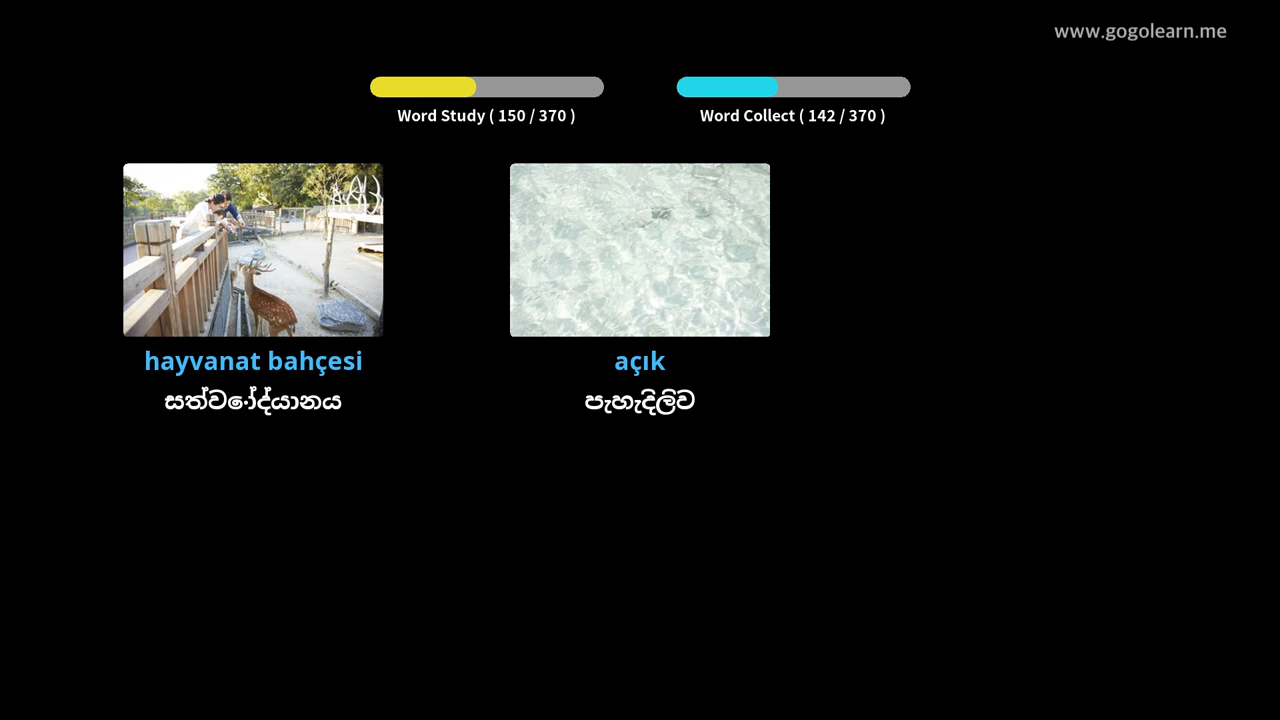 www.gogolearn.me
Word Study ( 150 / 370 )
Word Collect ( 142 / 370 )
hayvanat bahçesi
සත්වෝද්යානය
açık
පැහැදිලිව